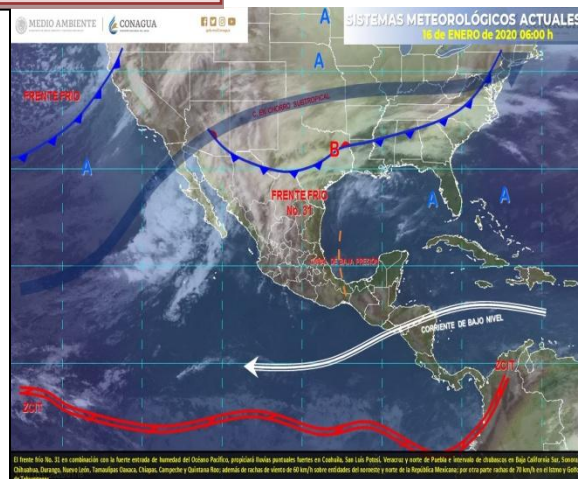 MEDIO AMBIENTE
CONAGUA
SISTEMAS METEOROLÓGICOS ACTUALES
16 de ENERO de 2020 06:00 h
A
A
FRENTE FRÍO
C. EN CHORRO SUBTROPICAL
A
B
FRENTE FRÍO
No. 31
A
A
CANAL DE BAJA PRESIÓN
CORRIENTE DE BAJO NIVEL
ZCIT
ZCIT
El frente frío No. 31 en combinación con la fuerte entrada de humedad del Océano Pacífico, propiciará lluvias puntuales fuertes en Coahuila, San Luis Potosí, Veracruz y norte de Puebla e intervalo de chubascos en Baja California Sur, Sonora,
Chihuahua, Durango, Nuevo León, Tamaulipas Oaxaca, Chiapas, Campeche y Quintana Roo; además de rachas de viento de 60 km/h sobre entidades del noroeste y norte de la República Mexicana; por otra parte rachas de 70 km/h en el Istmo y Golfo
de Tehuantepec